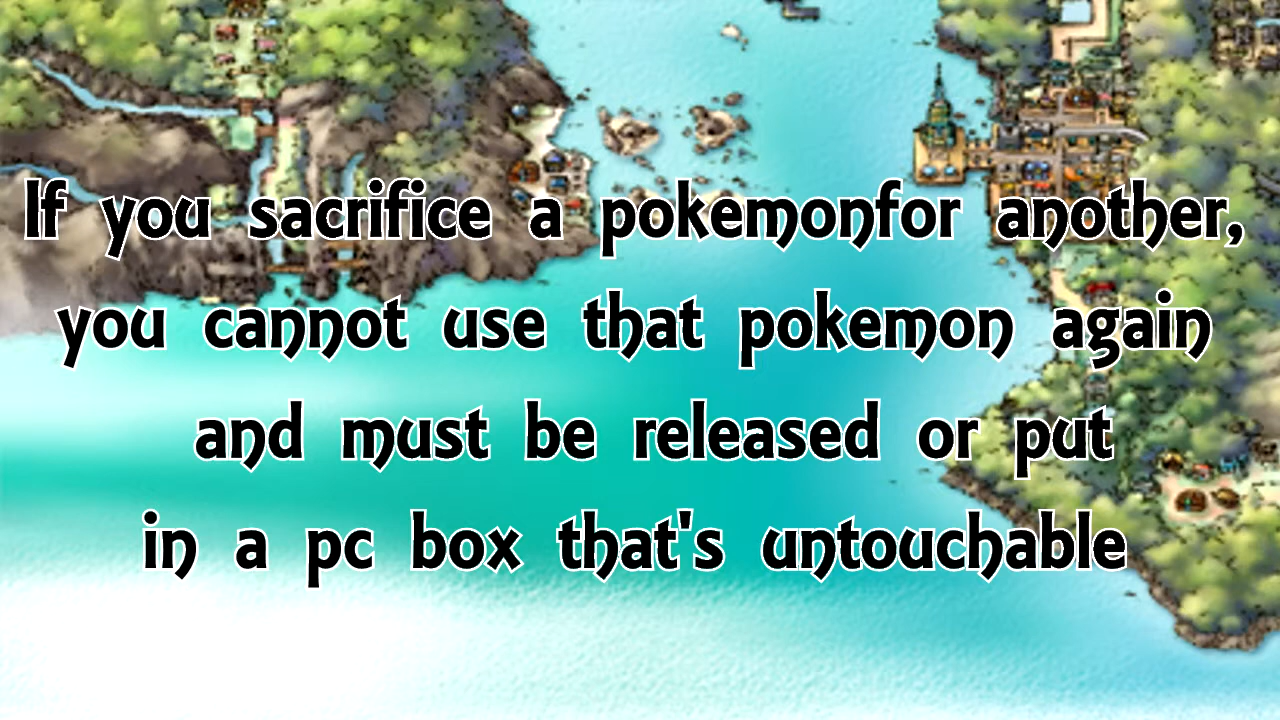 If you sacrifice a pokemonfor another,
you cannot use that pokemon again
and must be released or put
in a pc box that's untouchable